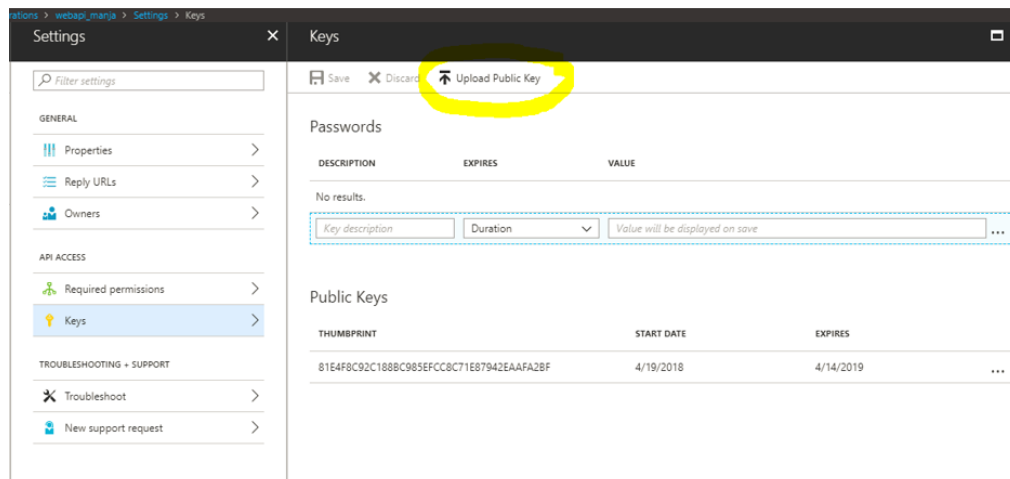 rations > webapi_manja > Settings > Keys
Settings
Keys
Filter settings
Save Discard Upload Public Key
GENERAL
Properties
Reply URLs
Owners
API ACCESS
Required permissions
Keys
TROUBLESHOOTING + SUPPORT
Troubleshoot
New support request
Passwords
DESCRIPTION EXPIRES VALUE
No results.
Key description Duration Value will be displayed on save ...
Public Keys
THUMBPRINT START DATE EXPIRES
81E4F8C92C188BC985EFCC8C71E87942EAAFA2BF 4/19/2018 4/14/2019 ...